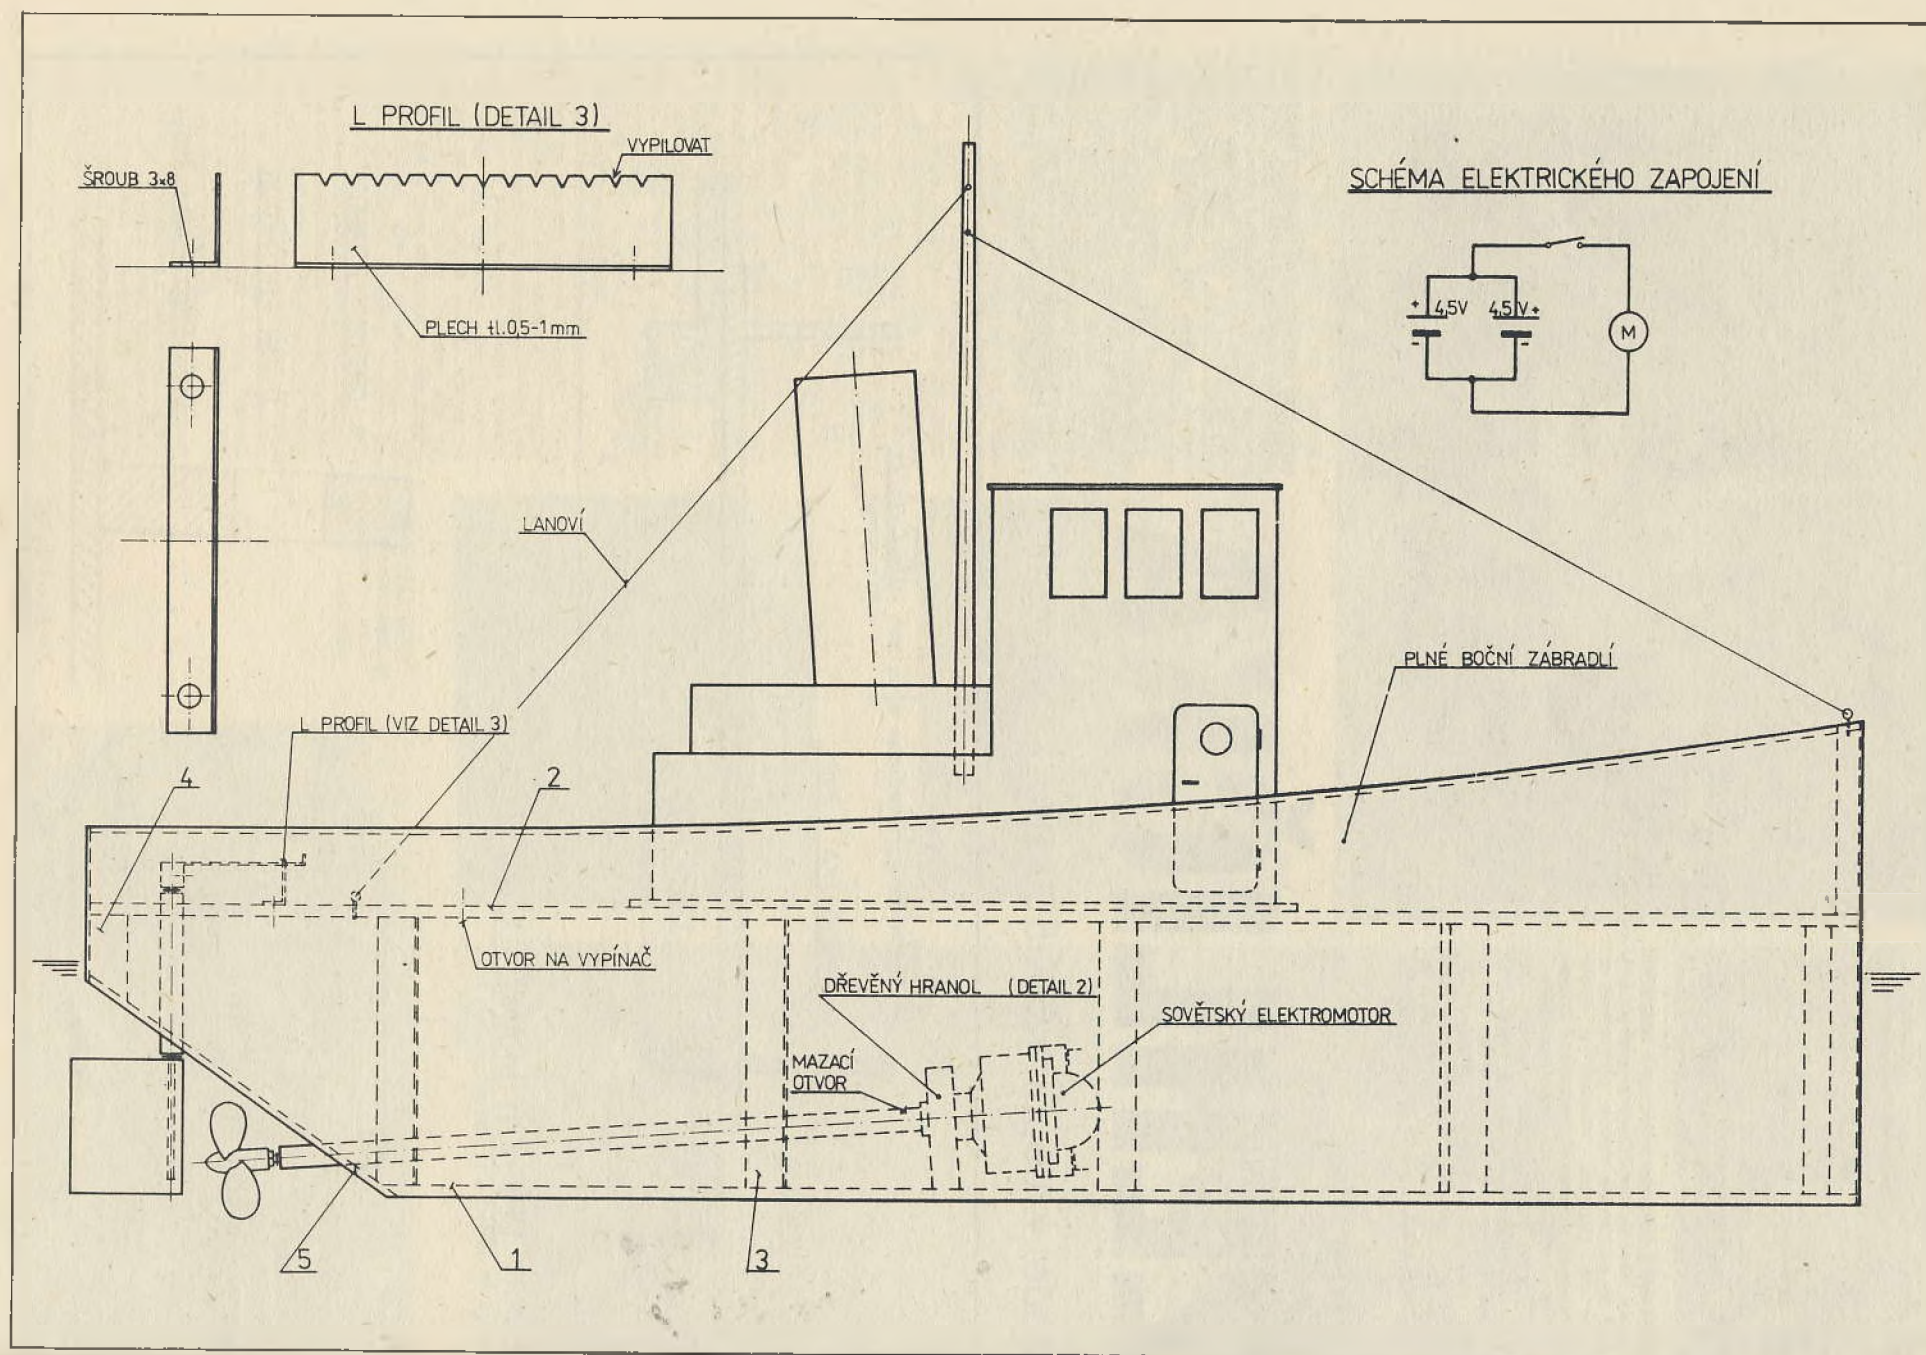 L PROFIL (DETAIL 3)
VYPILOVAT
ŠROUB 3x8
PLECH tl.0,5-1mm
SCHÉMA ELEKTRICKÉHO ZAPOJENÍ
+ 4,5V 4,5V+
- -
M
LANOVÍ
PLNÉ BOČNÍ ZÁBRADLÍ
L PROFIL (VIZ DETAIL 3)
4
2
OTVOR NA VYPÍNAČ
DŘEVĚNÝ HRANOL (DETAIL 2)
SOVĚTSKÝ ELEKTROMOTOR
MAZACÍ
OTVOR
5
1
3